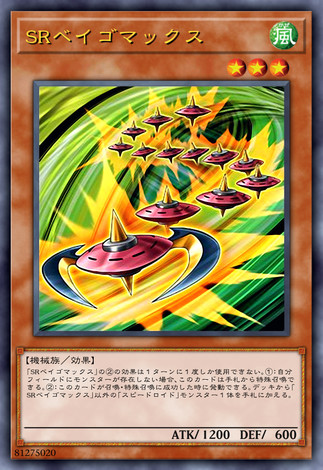 SRベイゴマックス
風
【機械族／効果】
「SRベイゴマックス」の②の効果は１ターンに１度しか使用できない。①：自分
フィールドにモンスターが存在しない場合、このカードは手札から特殊召喚で
きる。②：このカードが召喚・特殊召喚に成功した時に発動できる。デッキから「
SRベイゴマックス」以外の「スピードロイド」モンスター１体を手札に加える。
ATK/ 1200 DEF/ 600
81275020